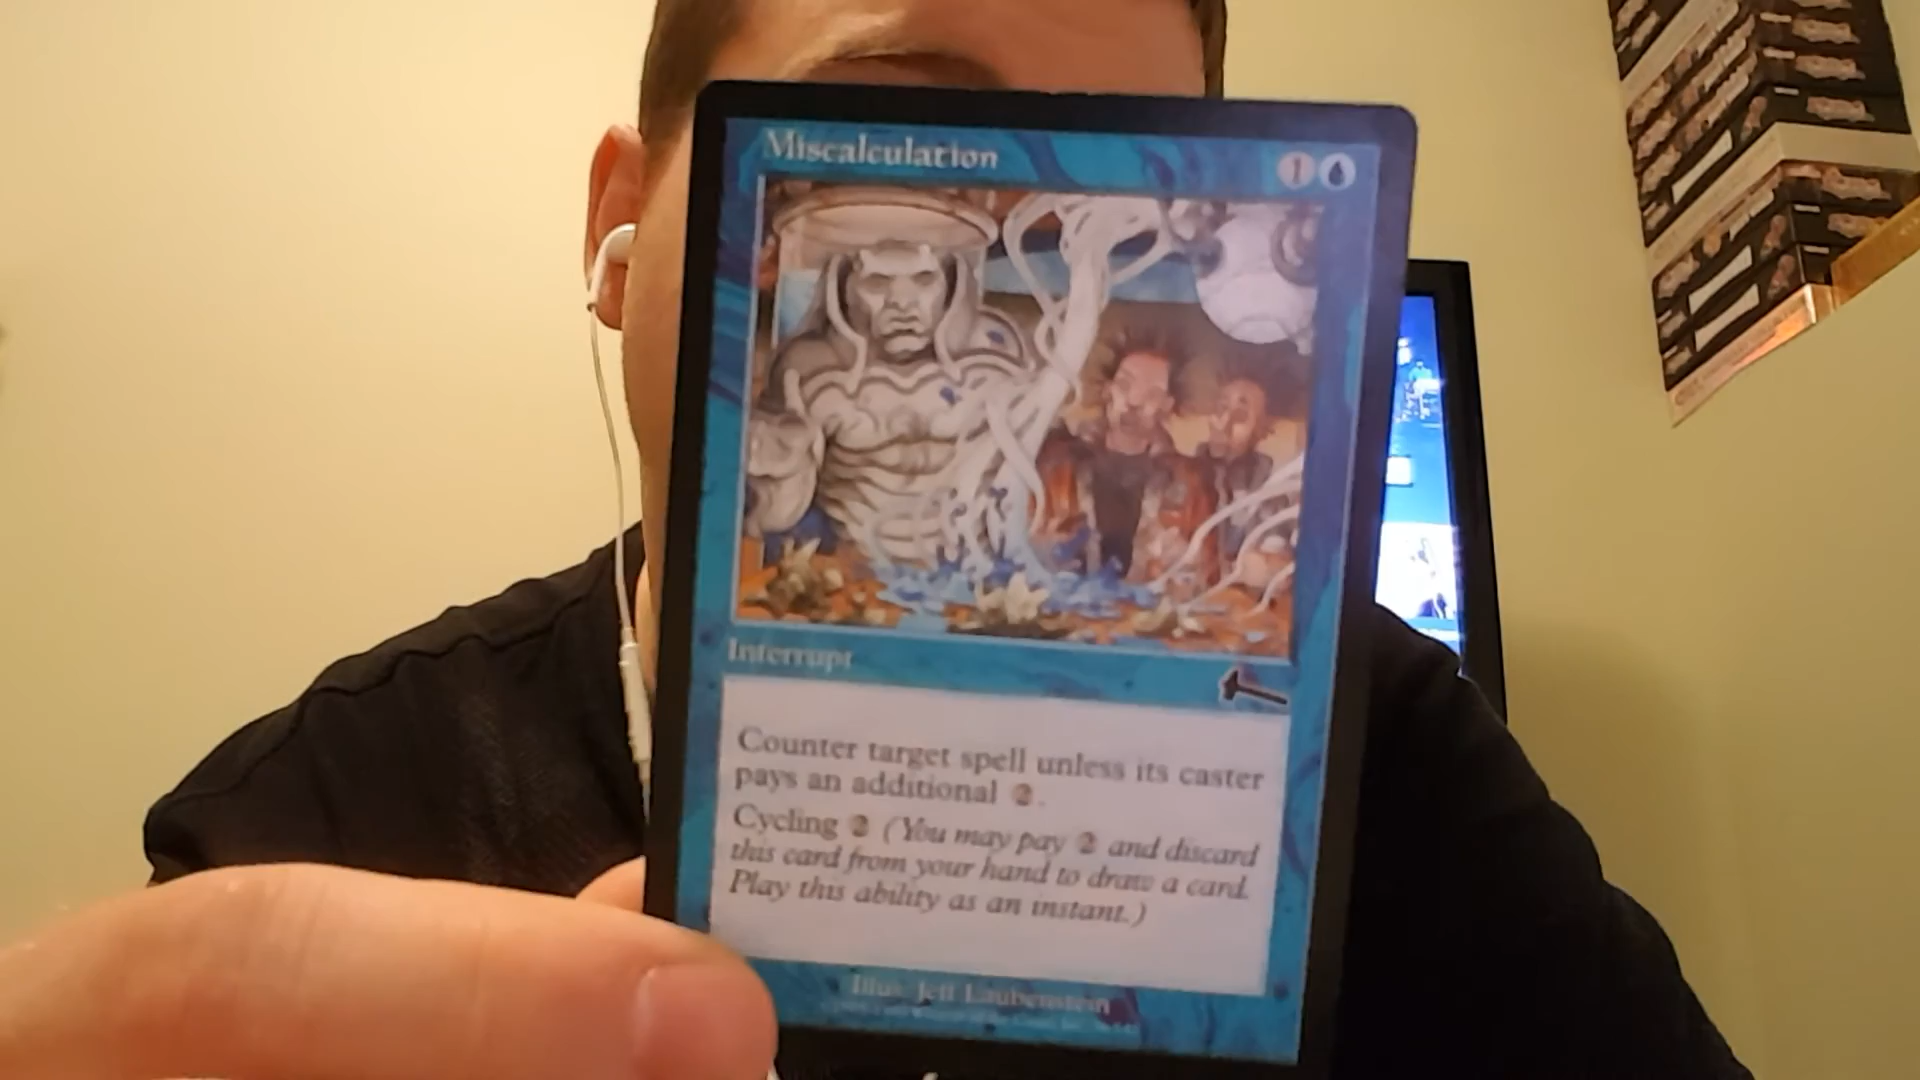 Miscalculation 1
Interrupt
Counter target spell unless its caster
pays an additional 2.
Cycling 2 (You may pay 2 and discard
this card from your hand to draw a card.
Play this ability as an instant.)
Illus. Jeff Laubenstein